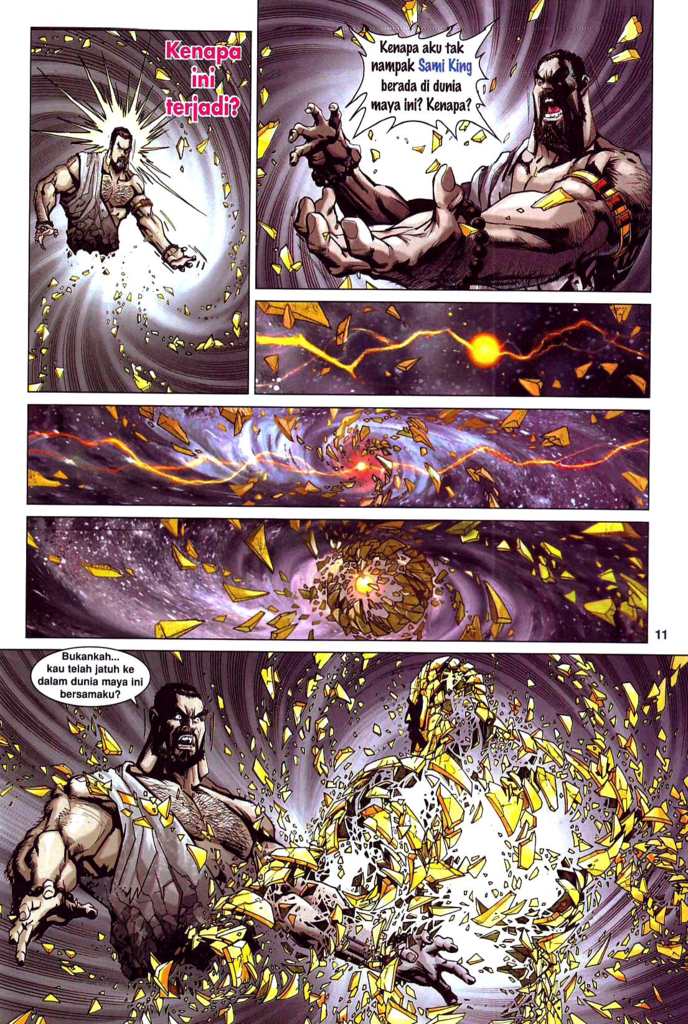 Kenapa
ini
terjadi?
Kenapa aku tak
nampak Sami King
berada di dunia
maya ini? Kenapa?
11
Bukankah...
kau telah jatuh ke
dalam dunia maya ini
bersamaku?